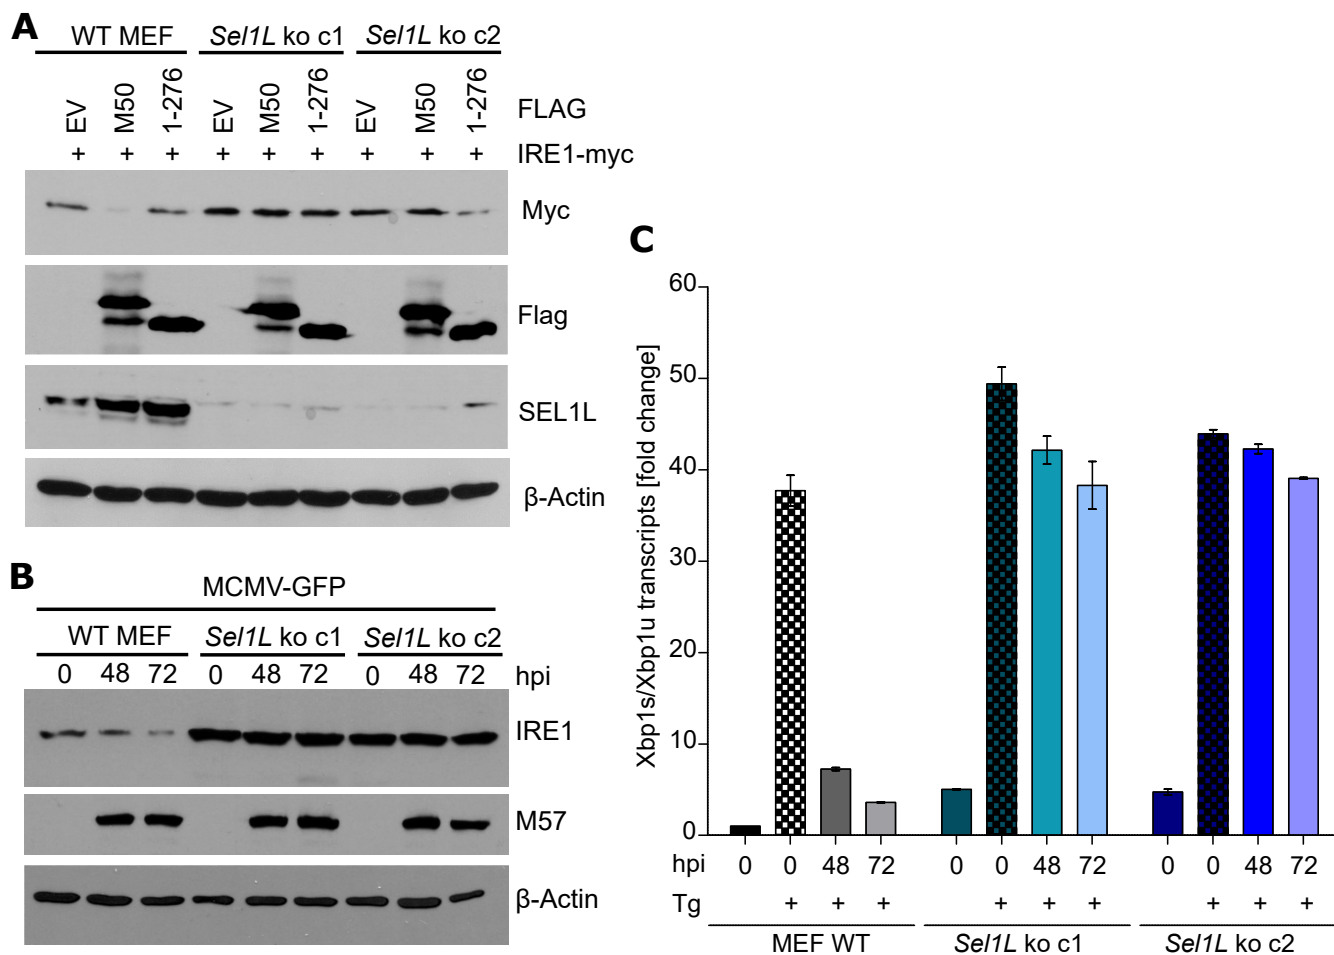 A
WT MEF Sel1L ko c1 Sel1L ko c2
EV M50 1-276 EV M50 1-276 EV M50 1-276 FLAG
+ + + + + + + + + IRE1-myc
Myc
Flag
SEL1L
β-Actin
B
MCMV-GFP
WT MEF Sel1L ko c1 Sel1L ko c2
0 48 72 0 48 72 0 48 72 hpi
IRE1
M57
β-Actin
C
Xbp1s/Xbp1u transcripts [fold change]
60
50
40
30
20
10
0
hpi 0 0 48 72 0 0 48 72 0 0 48 72
Tg + + + + + + + + +
MEF WT Sel1L ko c1 Sel1L ko c2